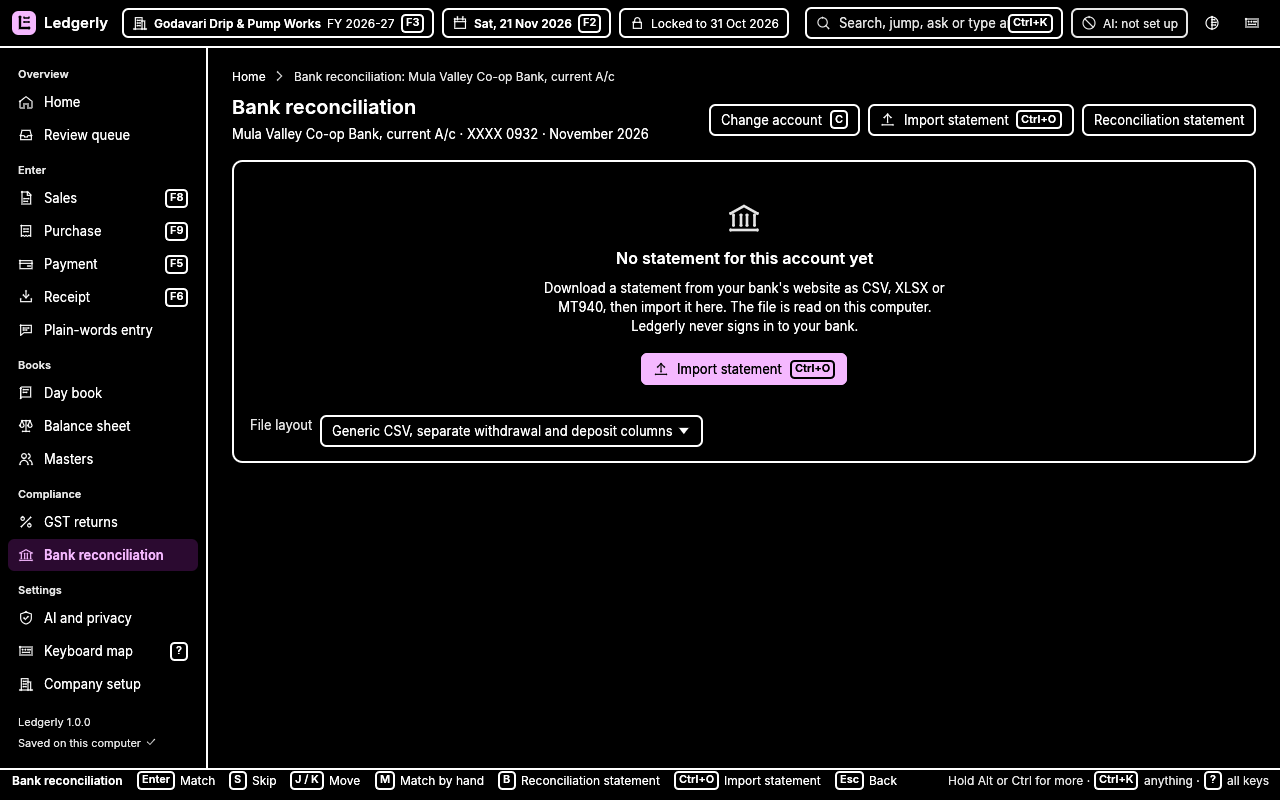 Ledgerly
Godavari Drip & Pump Works FY 2026-27 F3
Sat, 21 Nov 2026 F2
Locked to 31 Oct 2026
Search, jump, ask or type a Ctrl+K
AI: not set up
Overview
Home
Review queue
Enter
Sales F8
Purchase F9
Payment F5
Receipt F6
Plain-words entry
Books
Day book
Balance sheet
Masters
Compliance
GST returns
Bank reconciliation
Settings
AI and privacy
Keyboard map ?
Company setup
Ledgerly 1.0.0
Saved on this computer
Home > Bank reconciliation: Mula Valley Co-op Bank, current A/c
Bank reconciliation
Mula Valley Co-op Bank, current A/c · XXXX 0932 · November 2026
Change account C
Import statement Ctrl+O
Reconciliation statement
No statement for this account yet
Download a statement from your bank's website as CSV, XLSX or
MT940, then import it here. The file is read on this computer.
Ledgerly never signs in to your bank.
Import statement Ctrl+O
File layout Generic CSV, separate withdrawal and deposit columns
Bank reconciliation Enter Match S Skip J / K Move M Match by hand B Reconciliation statement Ctrl+O Import statement Esc Back Hold Alt or Ctrl for more · Ctrl+K anything · ? all keys